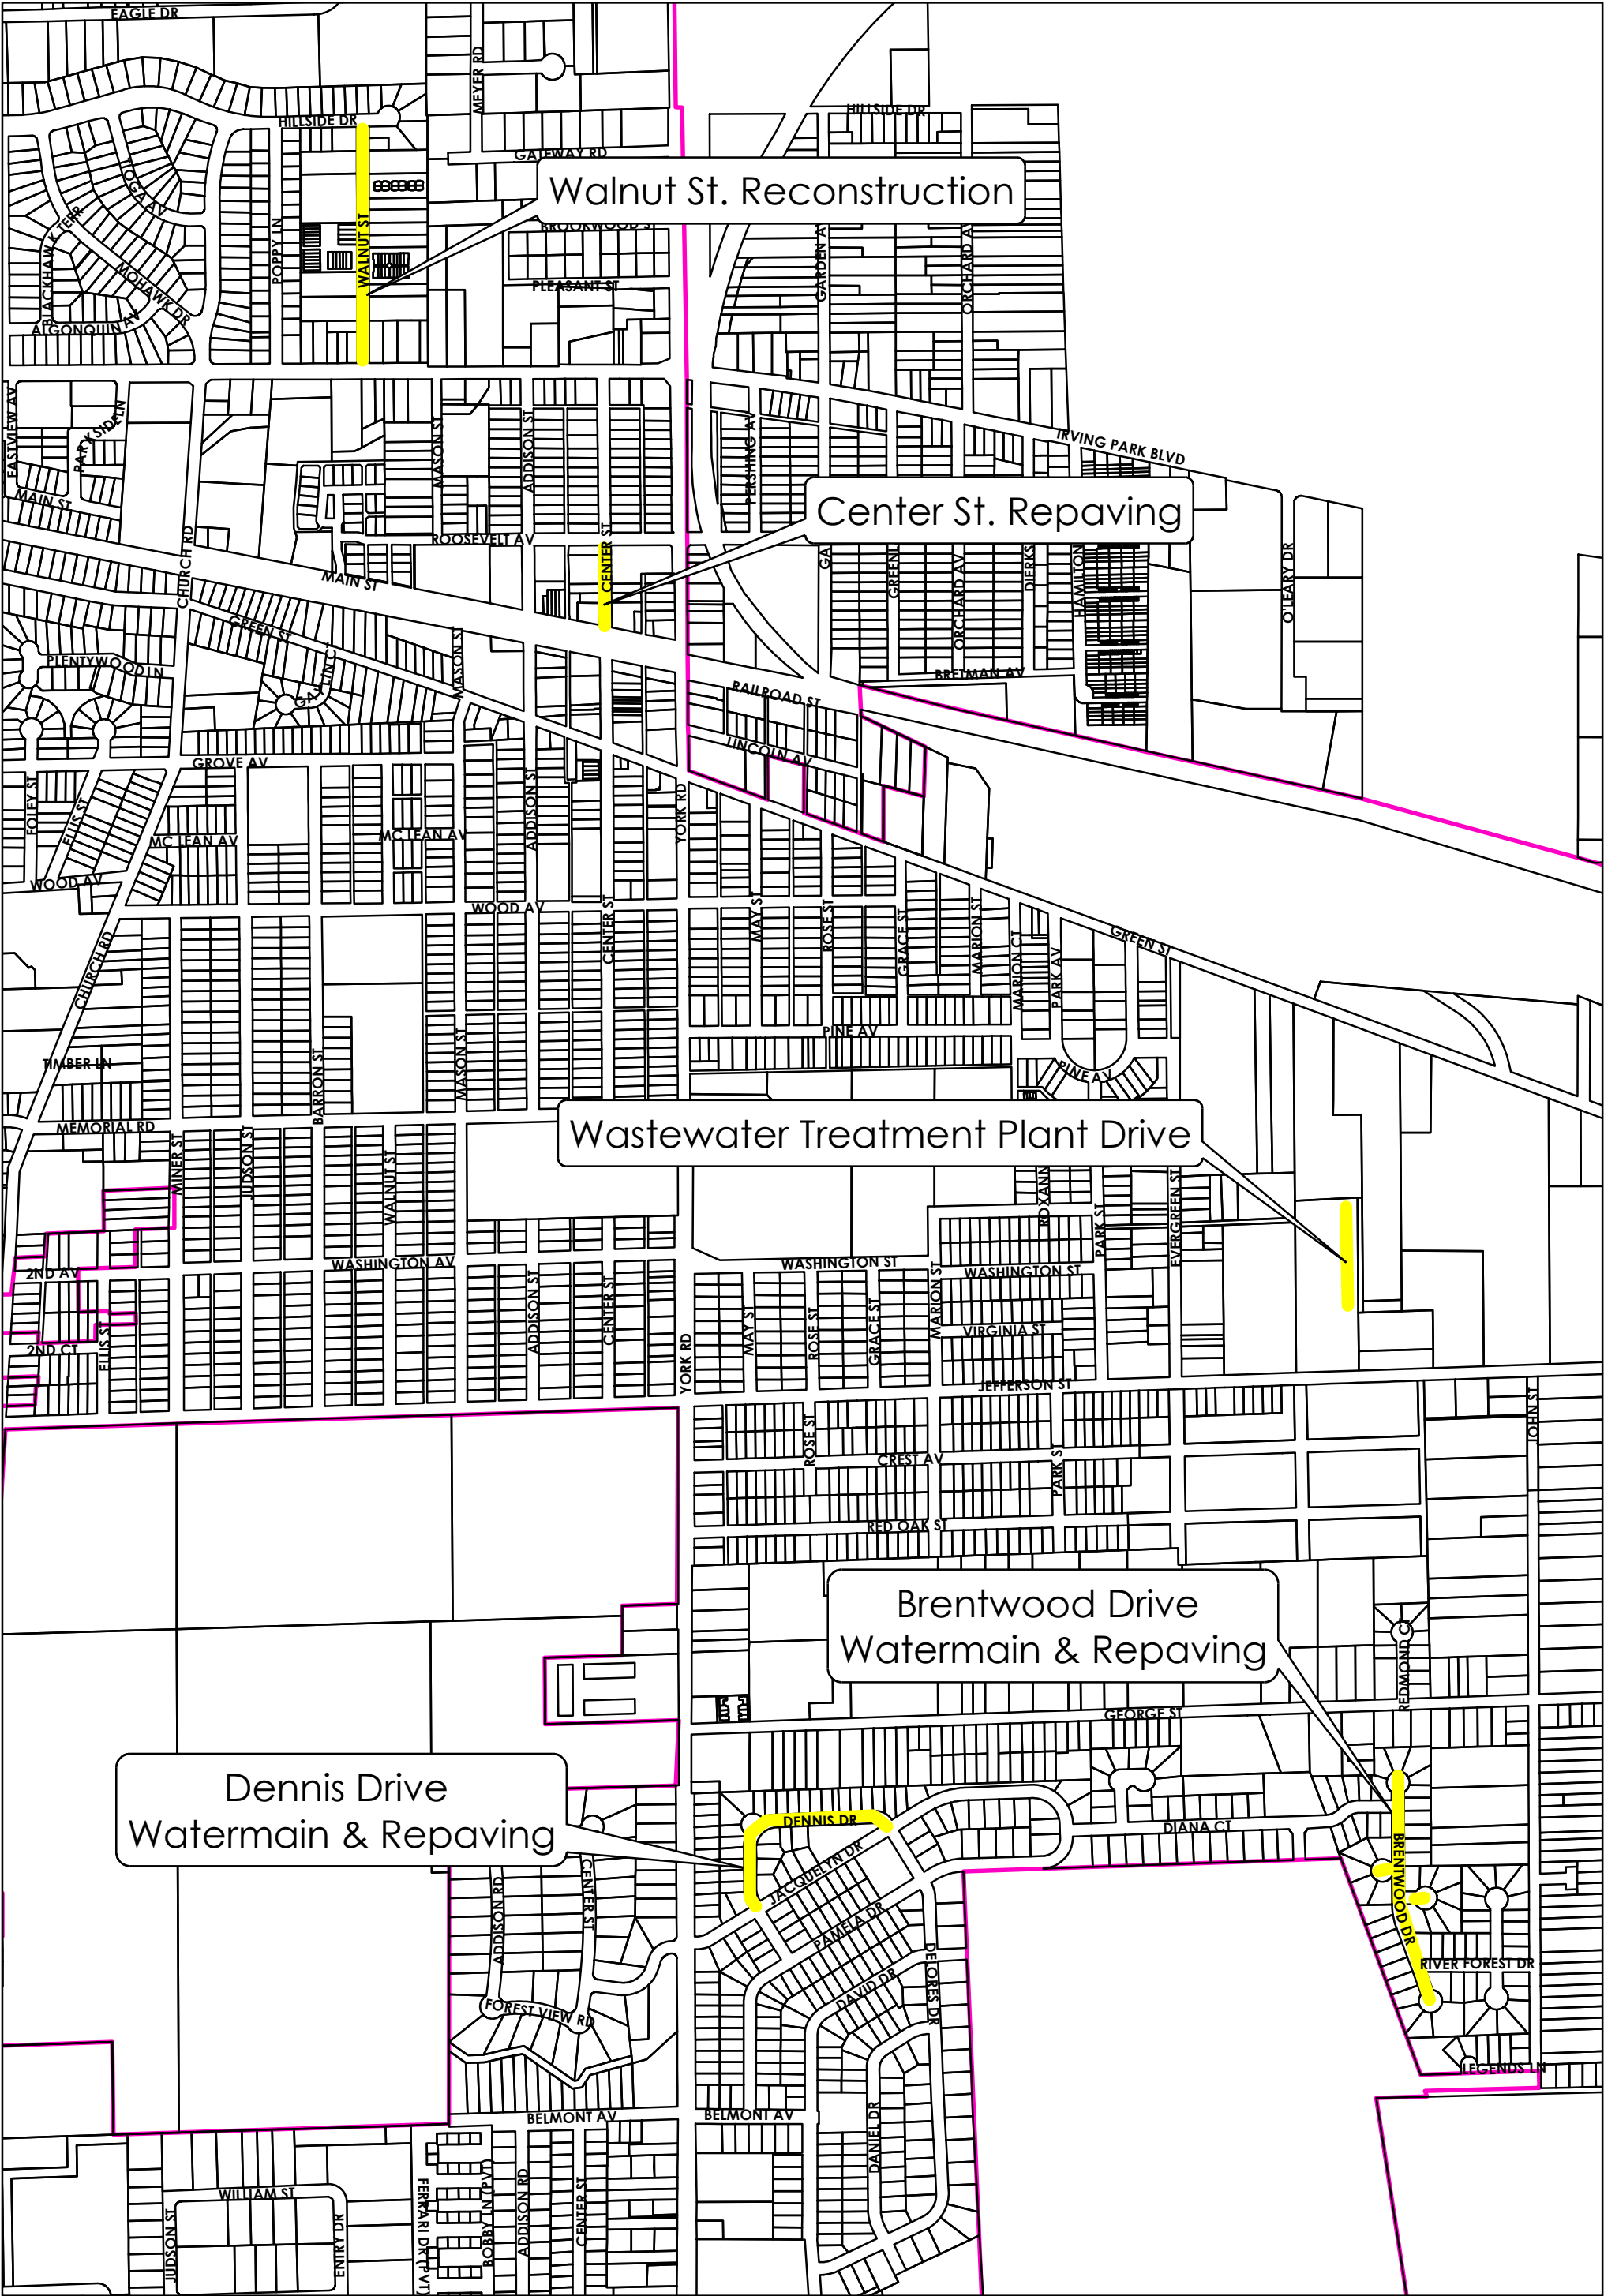 EAGLE DR
MEYER RD
HILLSIDE DR
HILLSIDE DR
GATEWAY RD
TIOGA AV
Walnut St. Reconstruction
BLACKHAWK TERR
MOHAWK DR
ALGONQUIN AV
POPPY LN
WALNUT ST
PLEASANT ST
ORCHARD A
EASTVIEW AV
PARKSIDE LN
MAIN ST
MASON ST
ADDISON ST
PERSHING AV
IRVING PARK BLVD
Center St. Repaving
CHURCH RD
ROOSEVELT AV
MAIN ST
CENTER ST
ORCHARD AV
DIERKS
HAMILTON
O'LEARY DR
GREEN ST
PLENTYWOOD LN
GAYLIN CT
MASON ST
BRETMAN AV
RAILROAD ST
LINCOLN AV
GROVE AV
FOLEY ST
ELLIS ST
MC LEAN AV
MC LEAN AV
ADDISON ST
YORK RD
WOOD AV
WOOD AV
CENTER ST
MAY ST
ROSE ST
GRACE ST
MARION ST
MARION CT
PARK AV
GREEN ST
CHURCH RD
TIMBER LN
BARRON ST
MASON ST
PINE AV
PINE AV
MEMORIAL RD
Wastewater Treatment Plant Drive
MINER ST
JUDSON ST
WALNUT ST
ROXANN
PARK ST
EVERGREEN ST
2ND AV
WASHINGTON AV
WASHINGTON ST
WASHINGTON ST
2ND CT
ELLIS ST
ADDISON ST
CENTER ST
YORK RD
MAY ST
ROSE ST
GRACE ST
MARION ST
VIRGINIA ST
JEFFERSON ST
ROSE ST
CREST AV
PARK ST
JOHN ST
RED OAK ST
Brentwood Drive
Watermain & Repaving
REDMOND CT
GEORGE ST
Dennis Drive
Watermain & Repaving
DENNIS DR
JACQUELYN DR
DIANA CT
BRENTWOOD DR
ADDISON RD
CENTER ST
PAMELA DR
DAVID DR
DELORES DR
RIVER FOREST DR
FOREST VIEW RD
LEGENDS LN
BELMONT AV
BELMONT AV
DANIEL DR
WILLIAM ST
JUDSON ST
ENTRY DR
FERRARI DR (PVT)
BOBBY LN (PVT)
ADDISON RD
CENTER ST